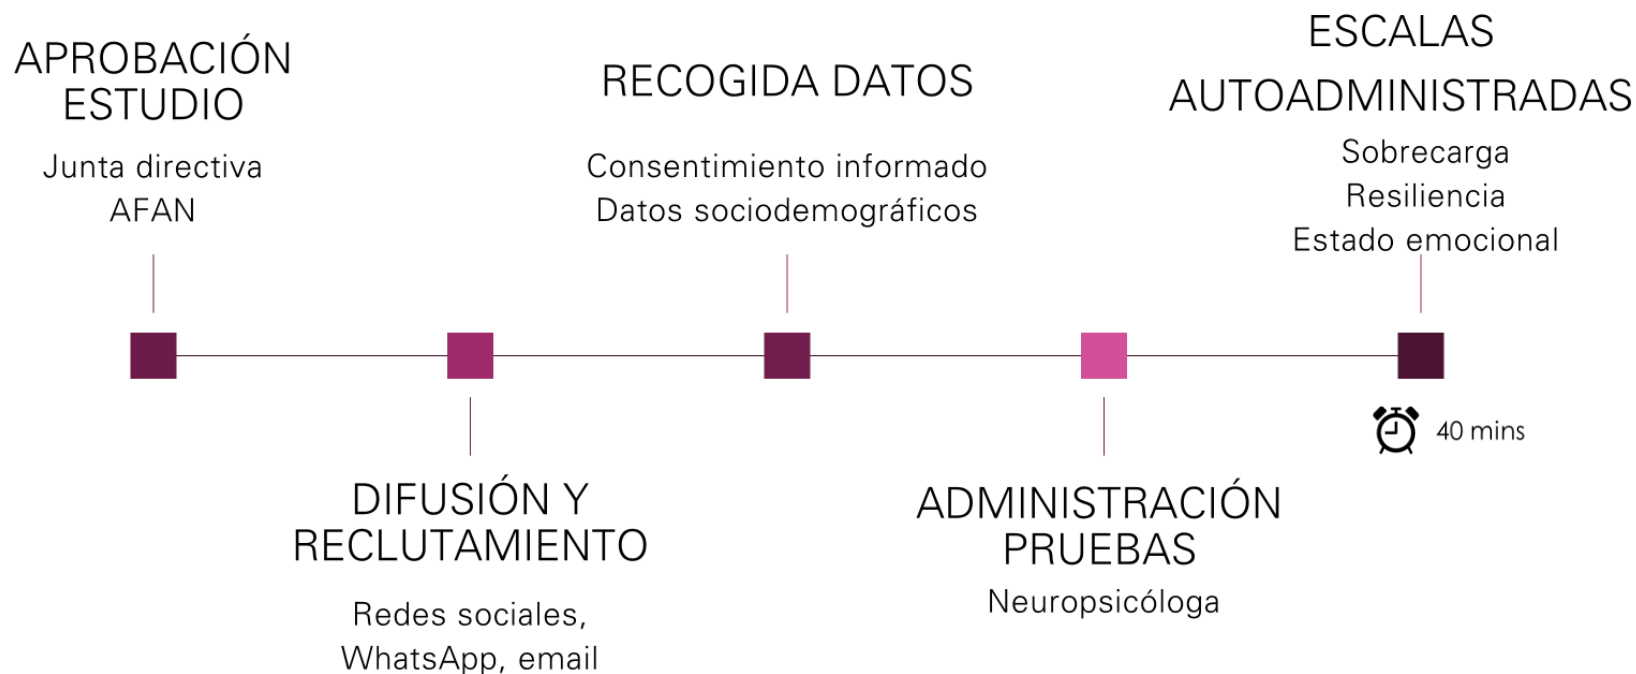 APROBACIÓN
ESTUDIO
Junta directiva
AFAN
DIFUSIÓN Y
RECLUTAMIENTO
Redes sociales,
WhatsApp, email
RECOGIDA DATOS
Consentimiento informado
Datos sociodemográficos
ADMINISTRACIÓN
PRUEBAS
Neuropsicóloga
ESCALAS
AUTOADMINISTRADAS
Sobrecarga
Resiliencia
Estado emocional
40 mins